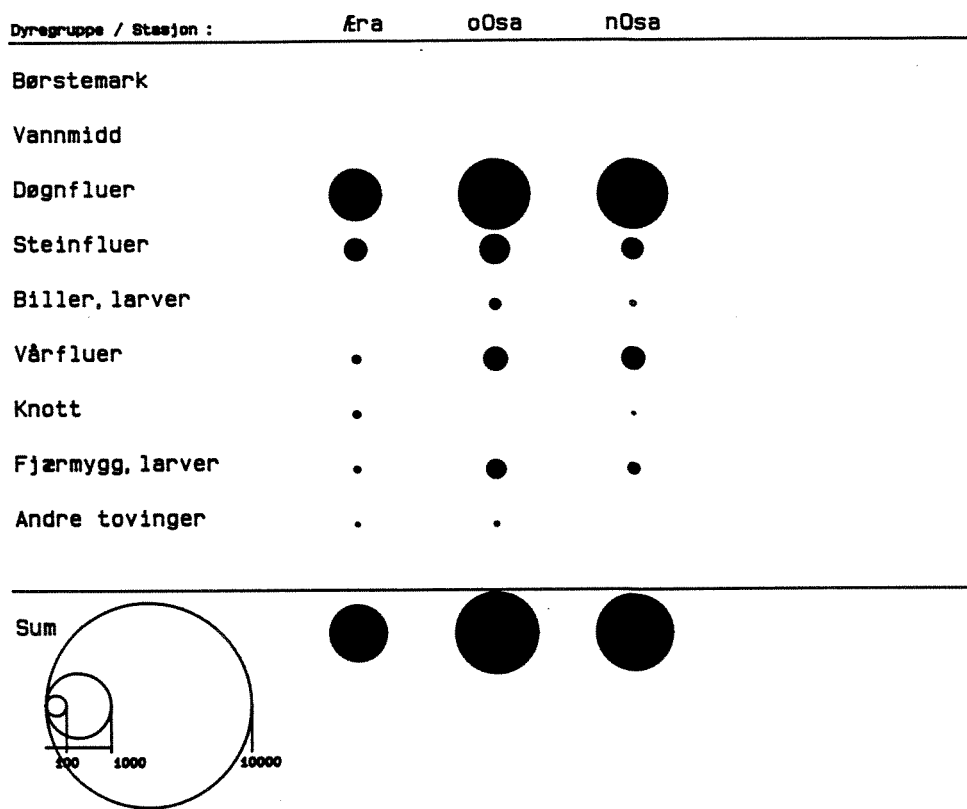 Dyregruppe / Stasjon : Æra oOsa nOsa
Børstemark
Vannmidd
Døgnfluer
Steinfluer
Biller, larver
Vårfluer
Knott
Fjærmygg, larver
Andre tovinger
Sum
100 1000 10000